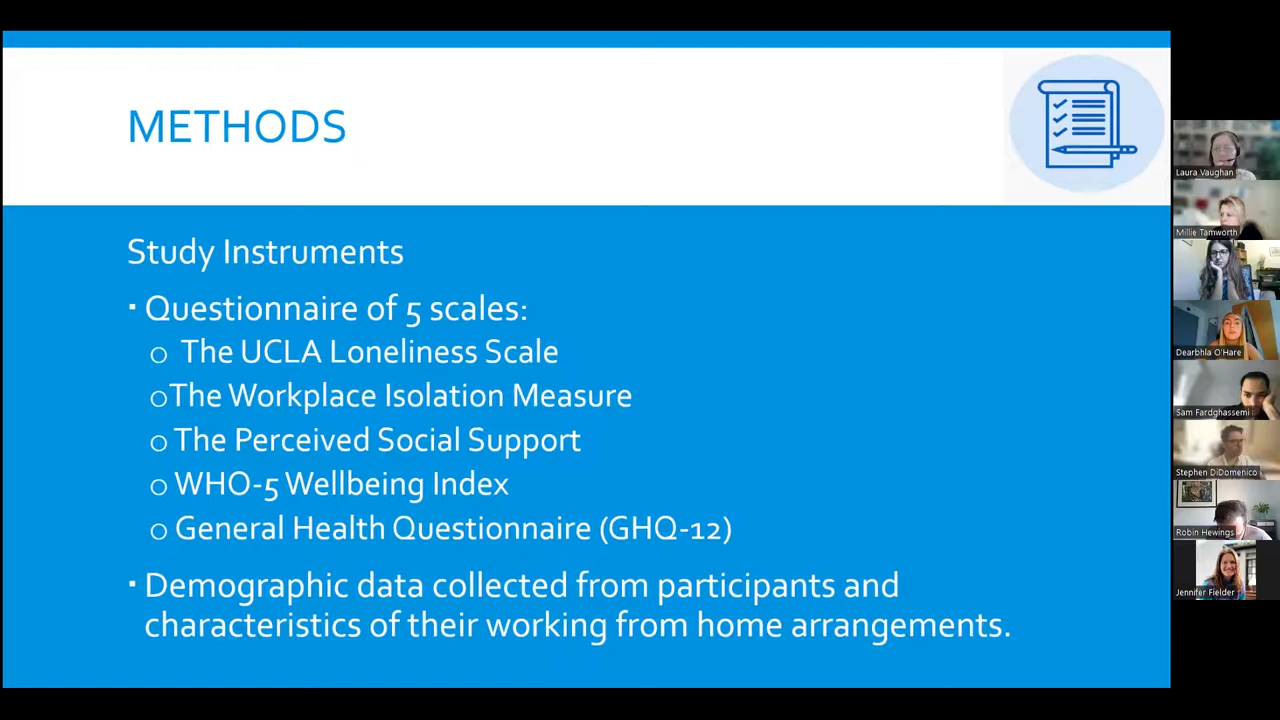 METHODS
Study Instruments
▪ Questionnaire of 5 scales:
o The UCLA Loneliness Scale
oThe Workplace Isolation Measure
o The Perceived Social Support
o WHO-5 Wellbeing Index
o General Health Questionnaire (GHQ-12)
▪ Demographic data collected from participants and
characteristics of their working from home arrangements.
Laura Vaughan
Millie Tamworth
Dearbhla O'Hare
Sam Fardghassemi
Stephen DiDomenico
Robin Hewings
Jennifer Fielder